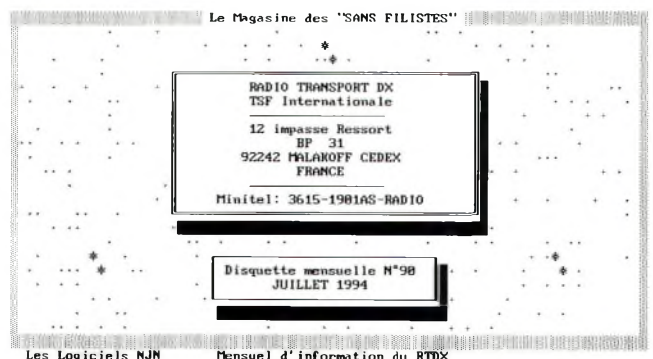 Le Magasine des "SANS FILISTES"
RADIO TRANSPORT DX
TSF Internationale
12 impasse Ressort
BP 31
92242 MALAKOFF CEDEX
FRANCE
Minitel: 3615-1901AS-RADIO
Disquette mensuelle N°90
JUILLET 1994
Les Logiciels NJN Mensuel d'information du RTDX